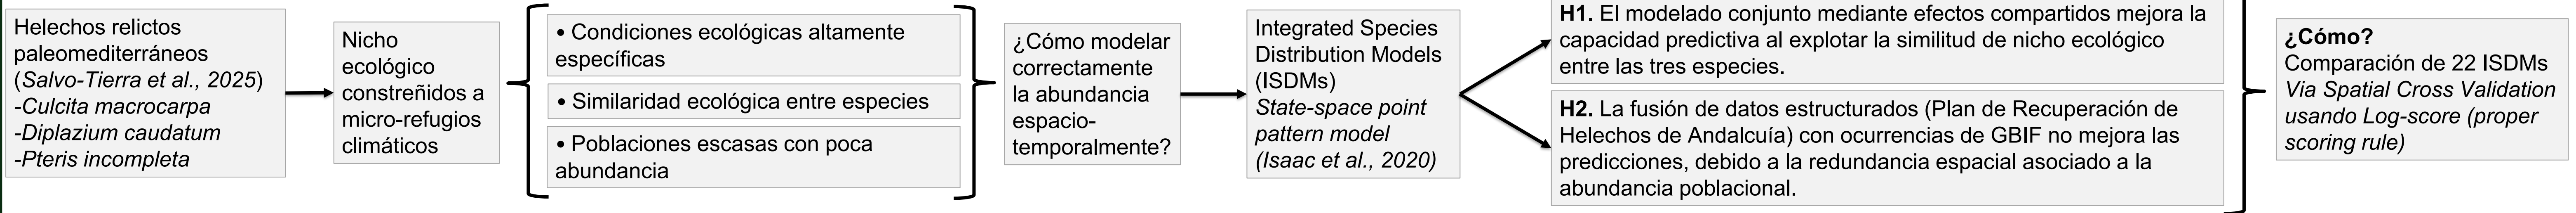 Helechos relictos
paleomediterráneos
(Salvo-Tierra et al., 2025)
-Culcita macrocarpa
-Diplazium caudatum
-Pteris incompleta
Nicho
ecológico
constreñidos a
micro-refugios
climáticos
• Condiciones ecológicas altamente
específicas
• Similaridad ecológica entre especies
• Poblaciones escasas con poca
abundancia
¿Cómo modelar
correctamente
la abundancia
espacio-
temporalmente?
Integrated Species
Distribution Models
(ISDMs)
State-space point
pattern model
(Isaac et al., 2020)
H1. El modelado conjunto mediante efectos compartidos mejora la
capacidad predictiva al explotar la similitud de nicho ecológico
entre las tres especies.
H2. La fusión de datos estructurados (Plan de Recuperación de
Helechos de Andalcuía) con ocurrencias de GBIF no mejora las
predicciones, debido a la redundancia espacial asociado a la
abundancia poblacional.
¿Cómo?
Comparación de 22 ISDMs
Via Spatial Cross Validation
usando Log-score (proper
scoring rule)